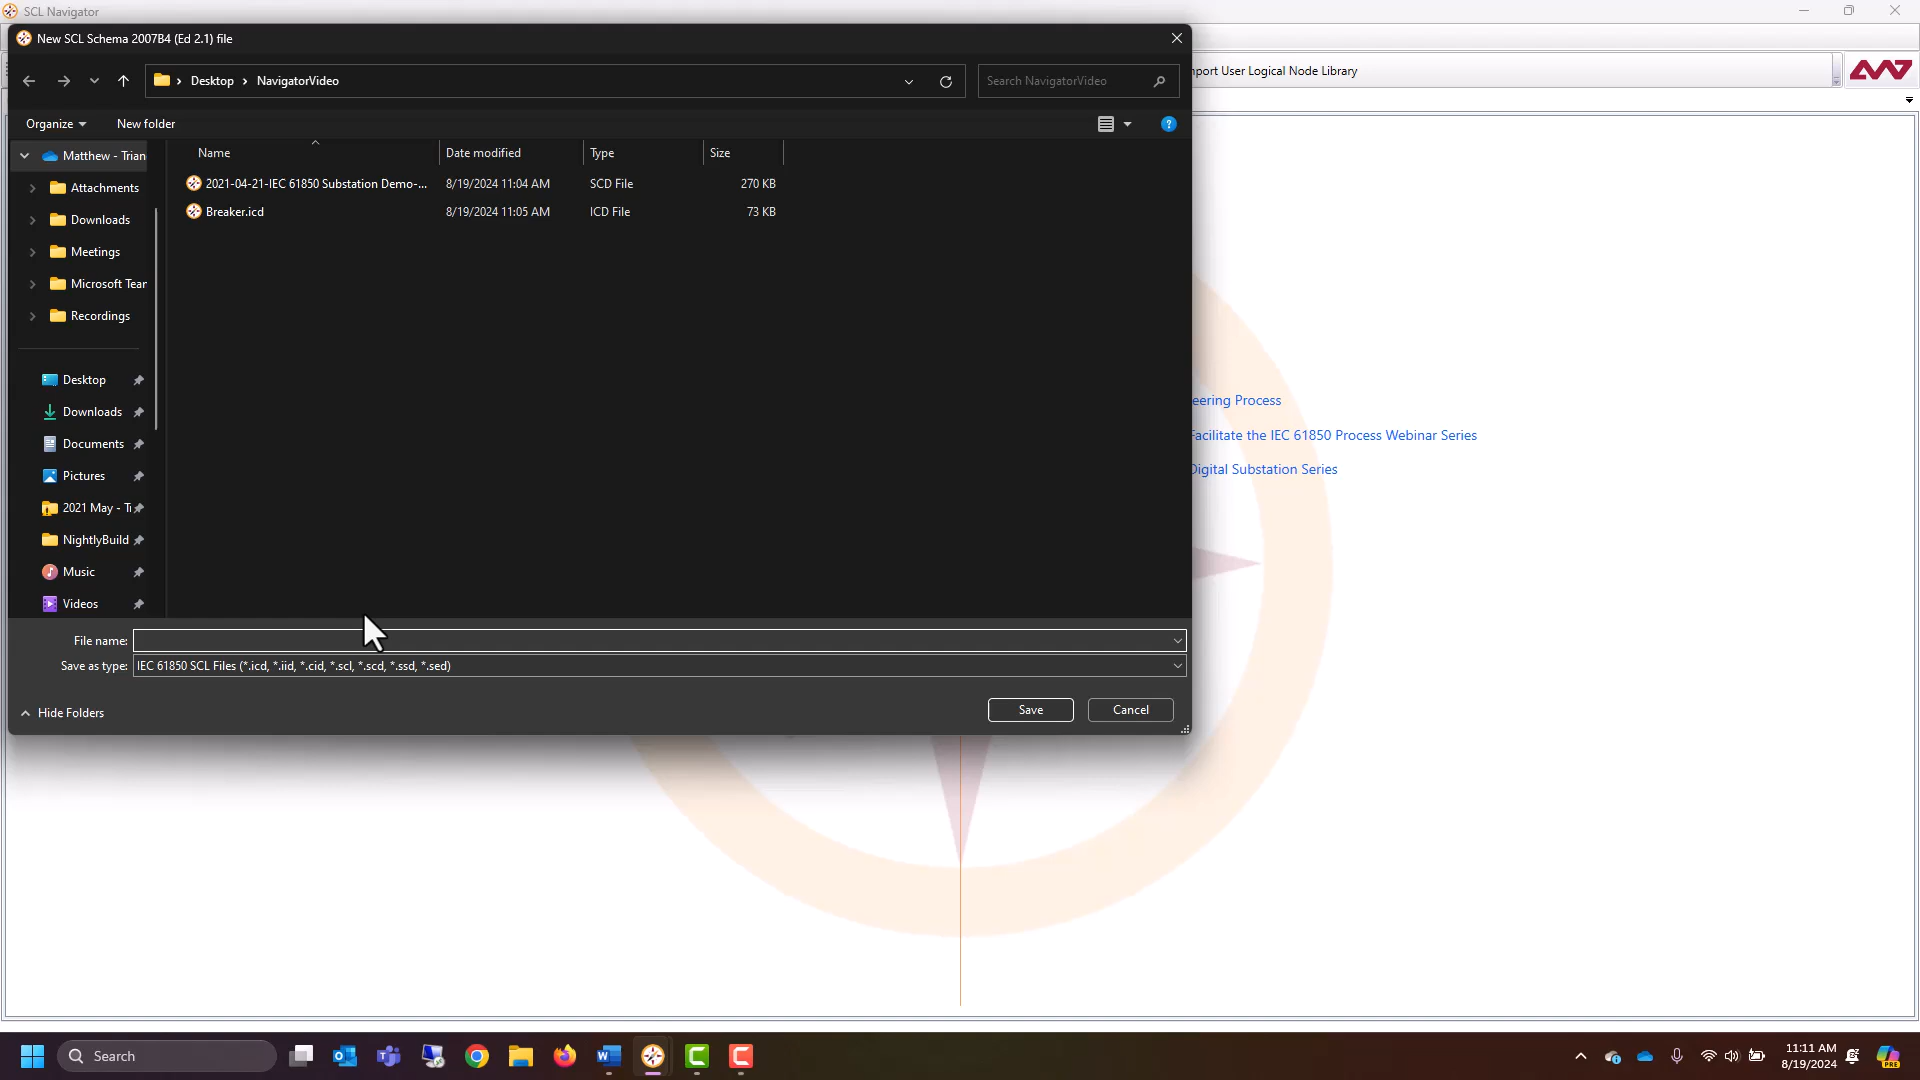 SCL Navigator
New SCL Schema 2007B4 (Ed 2.1) file
Desktop NavigatorVideo
Search NavigatorVideo
mport User Logical Node Library
Organize New folder
Matthew - Trian
Name Date modified Type Size
2021-04-21-IEC 61850 Substation Demo-... 8/19/2024 11:04 AM SCD File 270 KB
Attachments
Breaker.icd 8/19/2024 11:05 AM ICD File 73 KB
Downloads
Meetings
Microsoft Tear
Recordings
Desktop
Downloads
Documents
Pictures
2021 May - Ti
NightlyBuild
Music
Videos
eering Process
Facilitate the IEC 61850 Process Webinar Series
Digital Substation Series
File name:
Save as type: IEC 61850 SCL Files (*.icd, *.iid, *.cid, *.scl, *.scd, *.ssd, *.sed)
Hide Folders
Save Cancel
Search
11:11 AM
8/19/2024
PRE